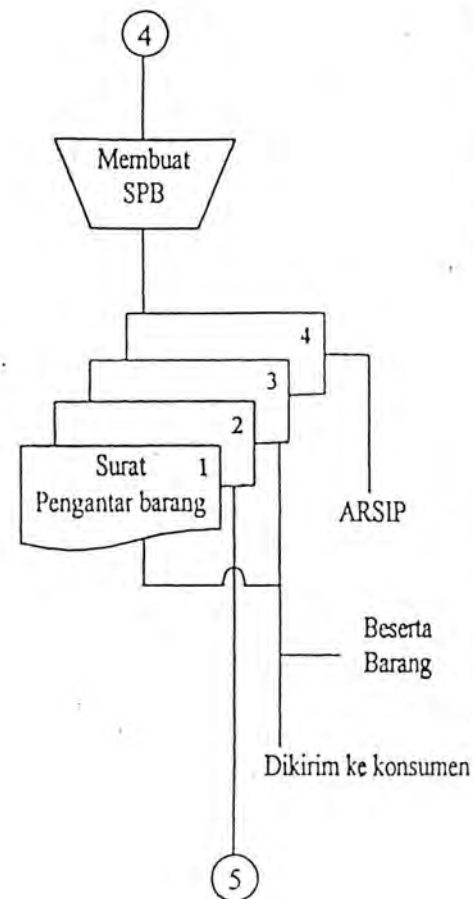 4
Membuat
SPB
4
3
2
Surat 1
Pengantar barang
ARSIP
Beserta
Barang
Dikirim ke konsumen
5